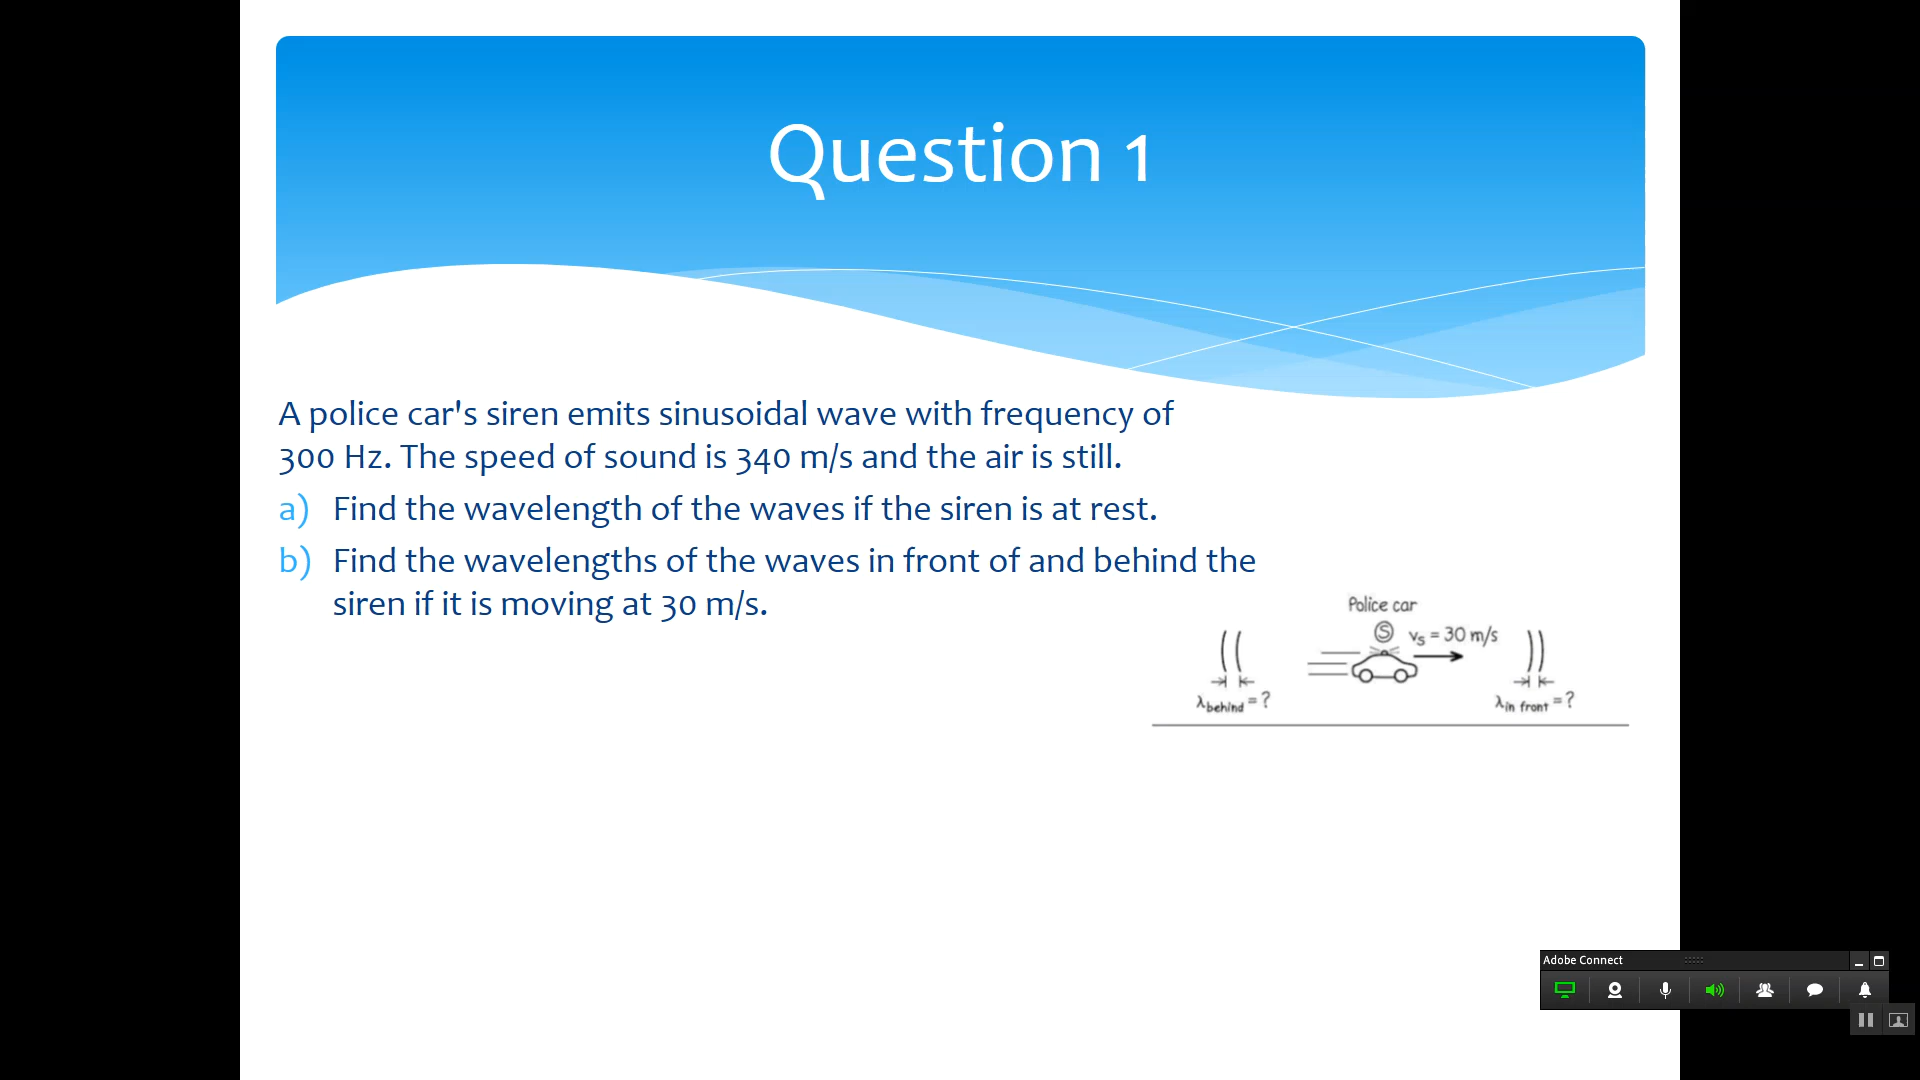 Question 1
A police car's siren emits sinusoidal wave with frequency of
300 Hz. The speed of sound is 340 m/s and the air is still.
a) Find the wavelength of the waves if the siren is at rest.
b) Find the wavelengths of the waves in front of and behind the
siren if it is moving at 30 m/s.
Police car
S vS = 30 m/s
λbehind = ?
λin front = ?
Adobe Connect